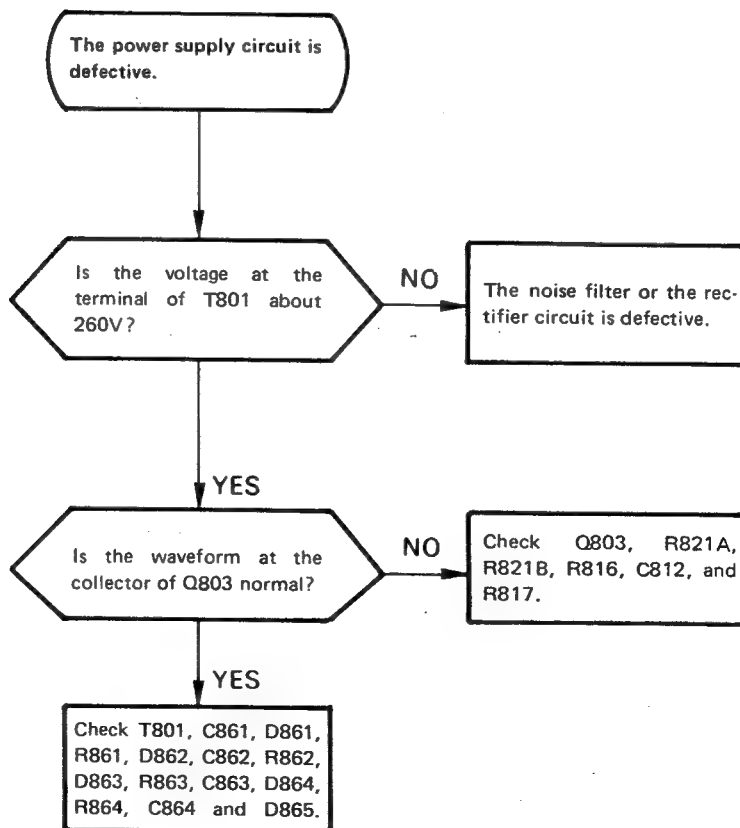 The power supply circuit is
defective.
Is the voltage at the
terminal of T801 about
260V?
NO
The noise filter or the rec-
tifier circuit is defective.
YES
Is the waveform at the
collector of Q803 normal?
NO
Check Q803, R821A,
R821B, R816, C812, and
R817.
YES
Check T801, C861, D861,
R861, D862, C862, R862,
D863, R863, C863, D864,
R864, C864 and D865.